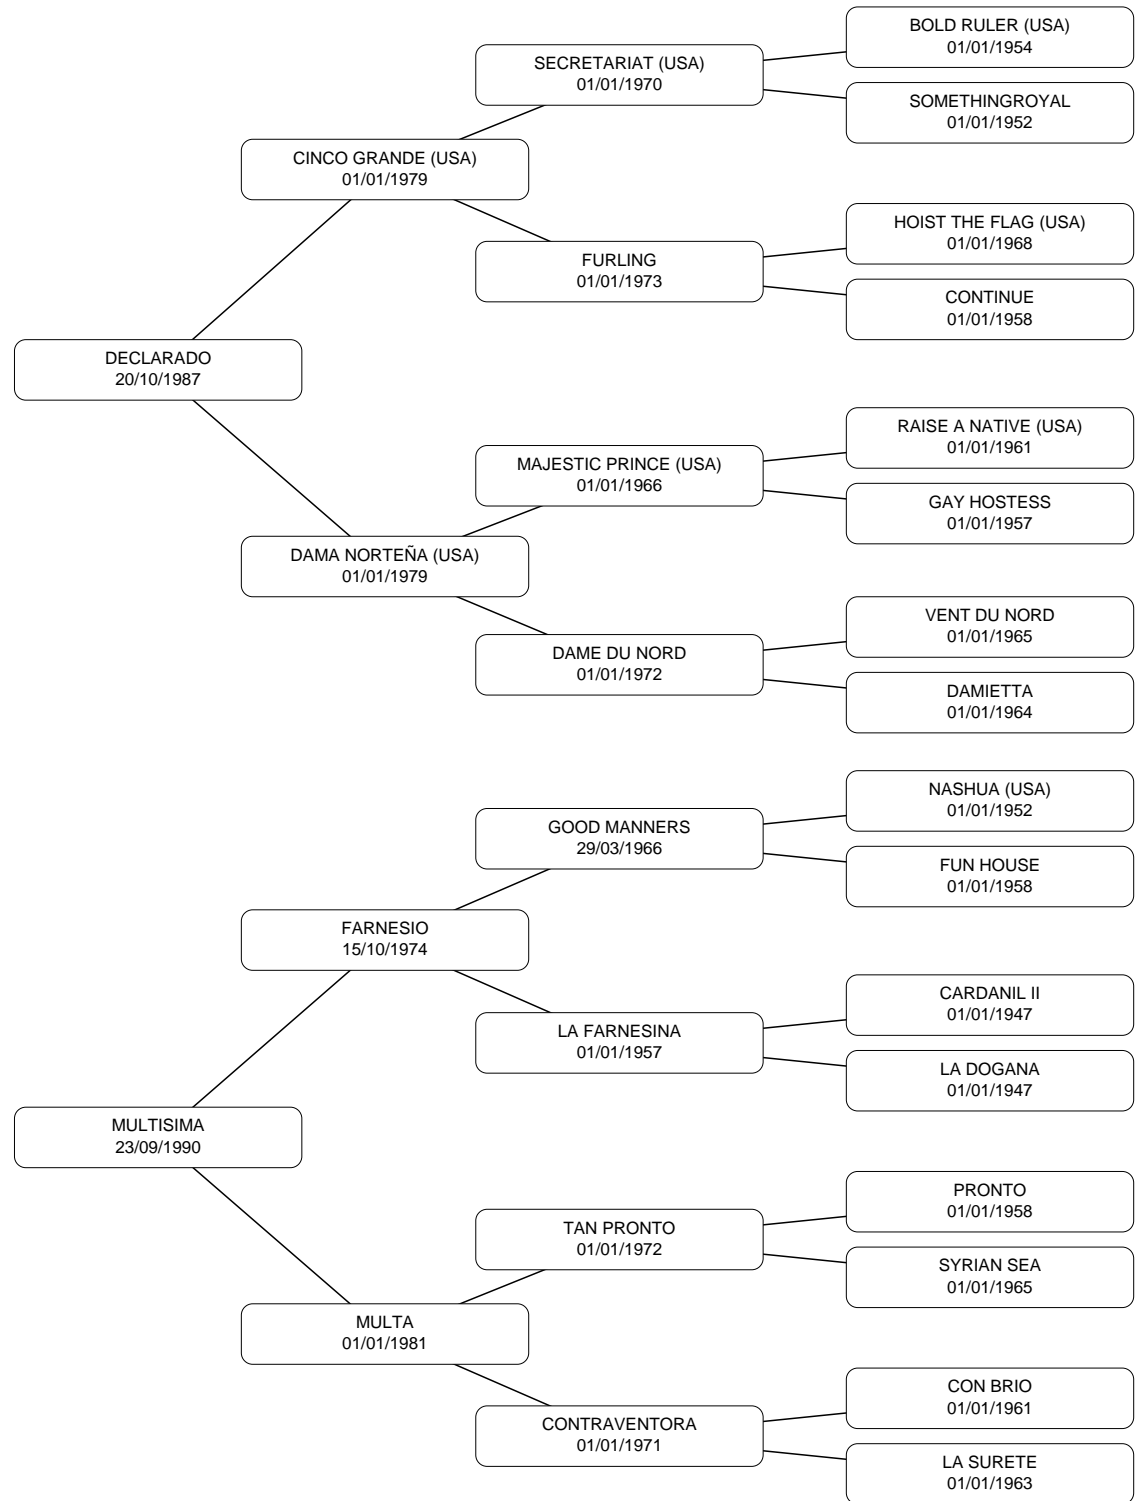 BOLD RULER (USA)
01/01/1954
SECRETARIAT (USA)
01/01/1970
SOMETHINGROYAL
01/01/1952
CINCO GRANDE (USA)
01/01/1979
HOIST THE FLAG (USA)
01/01/1968
FURLING
01/01/1973
CONTINUE
01/01/1958
DECLARADO
20/10/1987
RAISE A NATIVE (USA)
01/01/1961
MAJESTIC PRINCE (USA)
01/01/1966
GAY HOSTESS
01/01/1957
DAMA NORTEÑA (USA)
01/01/1979
VENT DU NORD
01/01/1965
DAME DU NORD
01/01/1972
DAMIETTA
01/01/1964
NASHUA (USA)
01/01/1952
GOOD MANNERS
29/03/1966
FUN HOUSE
01/01/1958
FARNESIO
15/10/1974
CARDANIL II
01/01/1947
LA FARNESINA
01/01/1957
LA DOGANA
01/01/1947
MULTISIMA
23/09/1990
PRONTO
01/01/1958
TAN PRONTO
01/01/1972
SYRIAN SEA
01/01/1965
MULTA
01/01/1981
CON BRIO
01/01/1961
CONTRAVENTORA
01/01/1971
LA SURETE
01/01/1963